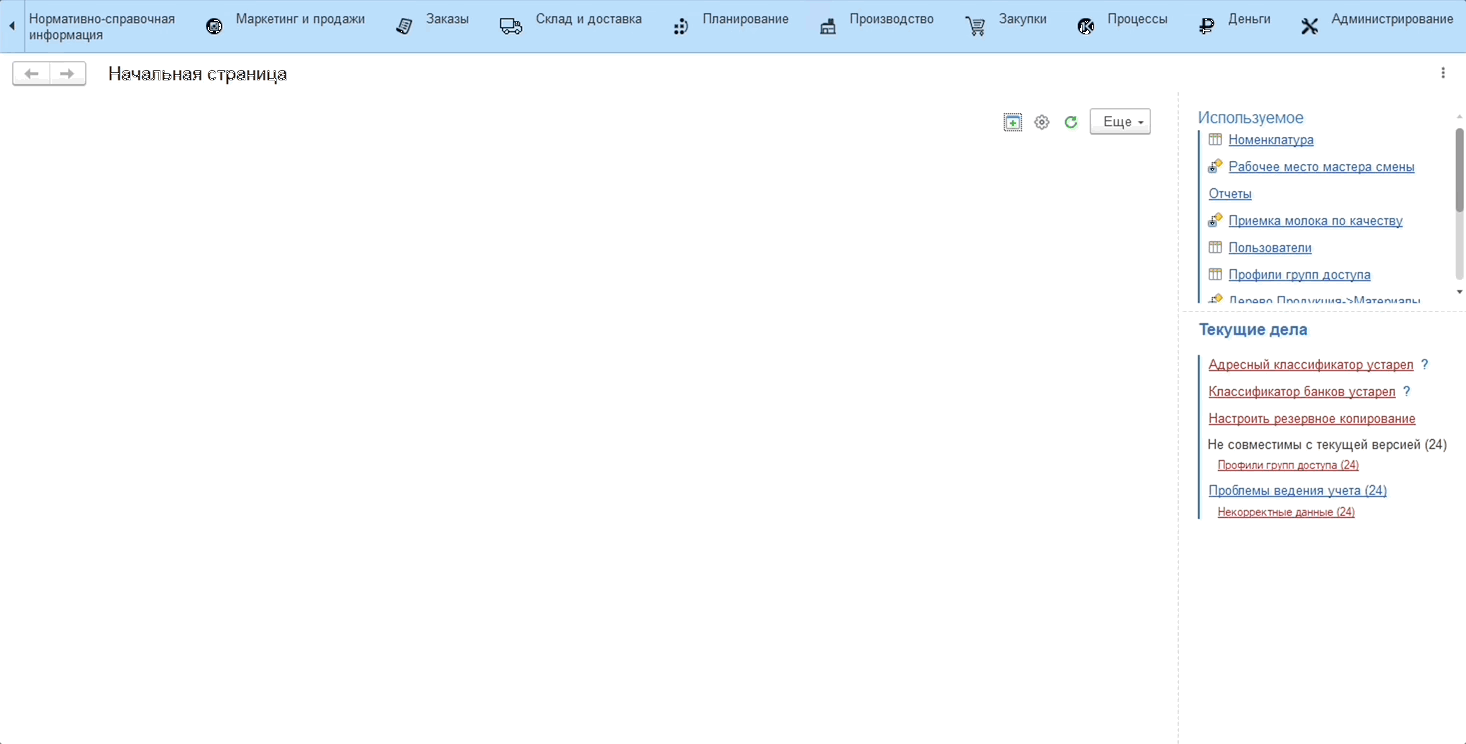 Нормативно-справочная
информация
Маркетинг и продажи
Заказы
Склад и доставка
Планирование
Производство
Закупки
Процессы
Деньги
Администрирование
Начальная страница
Еще
Используемое
Номенклатура
Рабочее место мастера смены
Отчеты
Приемка молока по качеству
Пользователи
Профили групп доступа
Дерево Продукция->Материалы
Текущие дела
Адресный классификатор устарел ?
Классификатор банков устарел ?
Настроить резервное копирование
Не совместимы с текущей версией (24)
Профили групп доступа (24)
Проблемы ведения учета (24)
Некорректные данные (24)